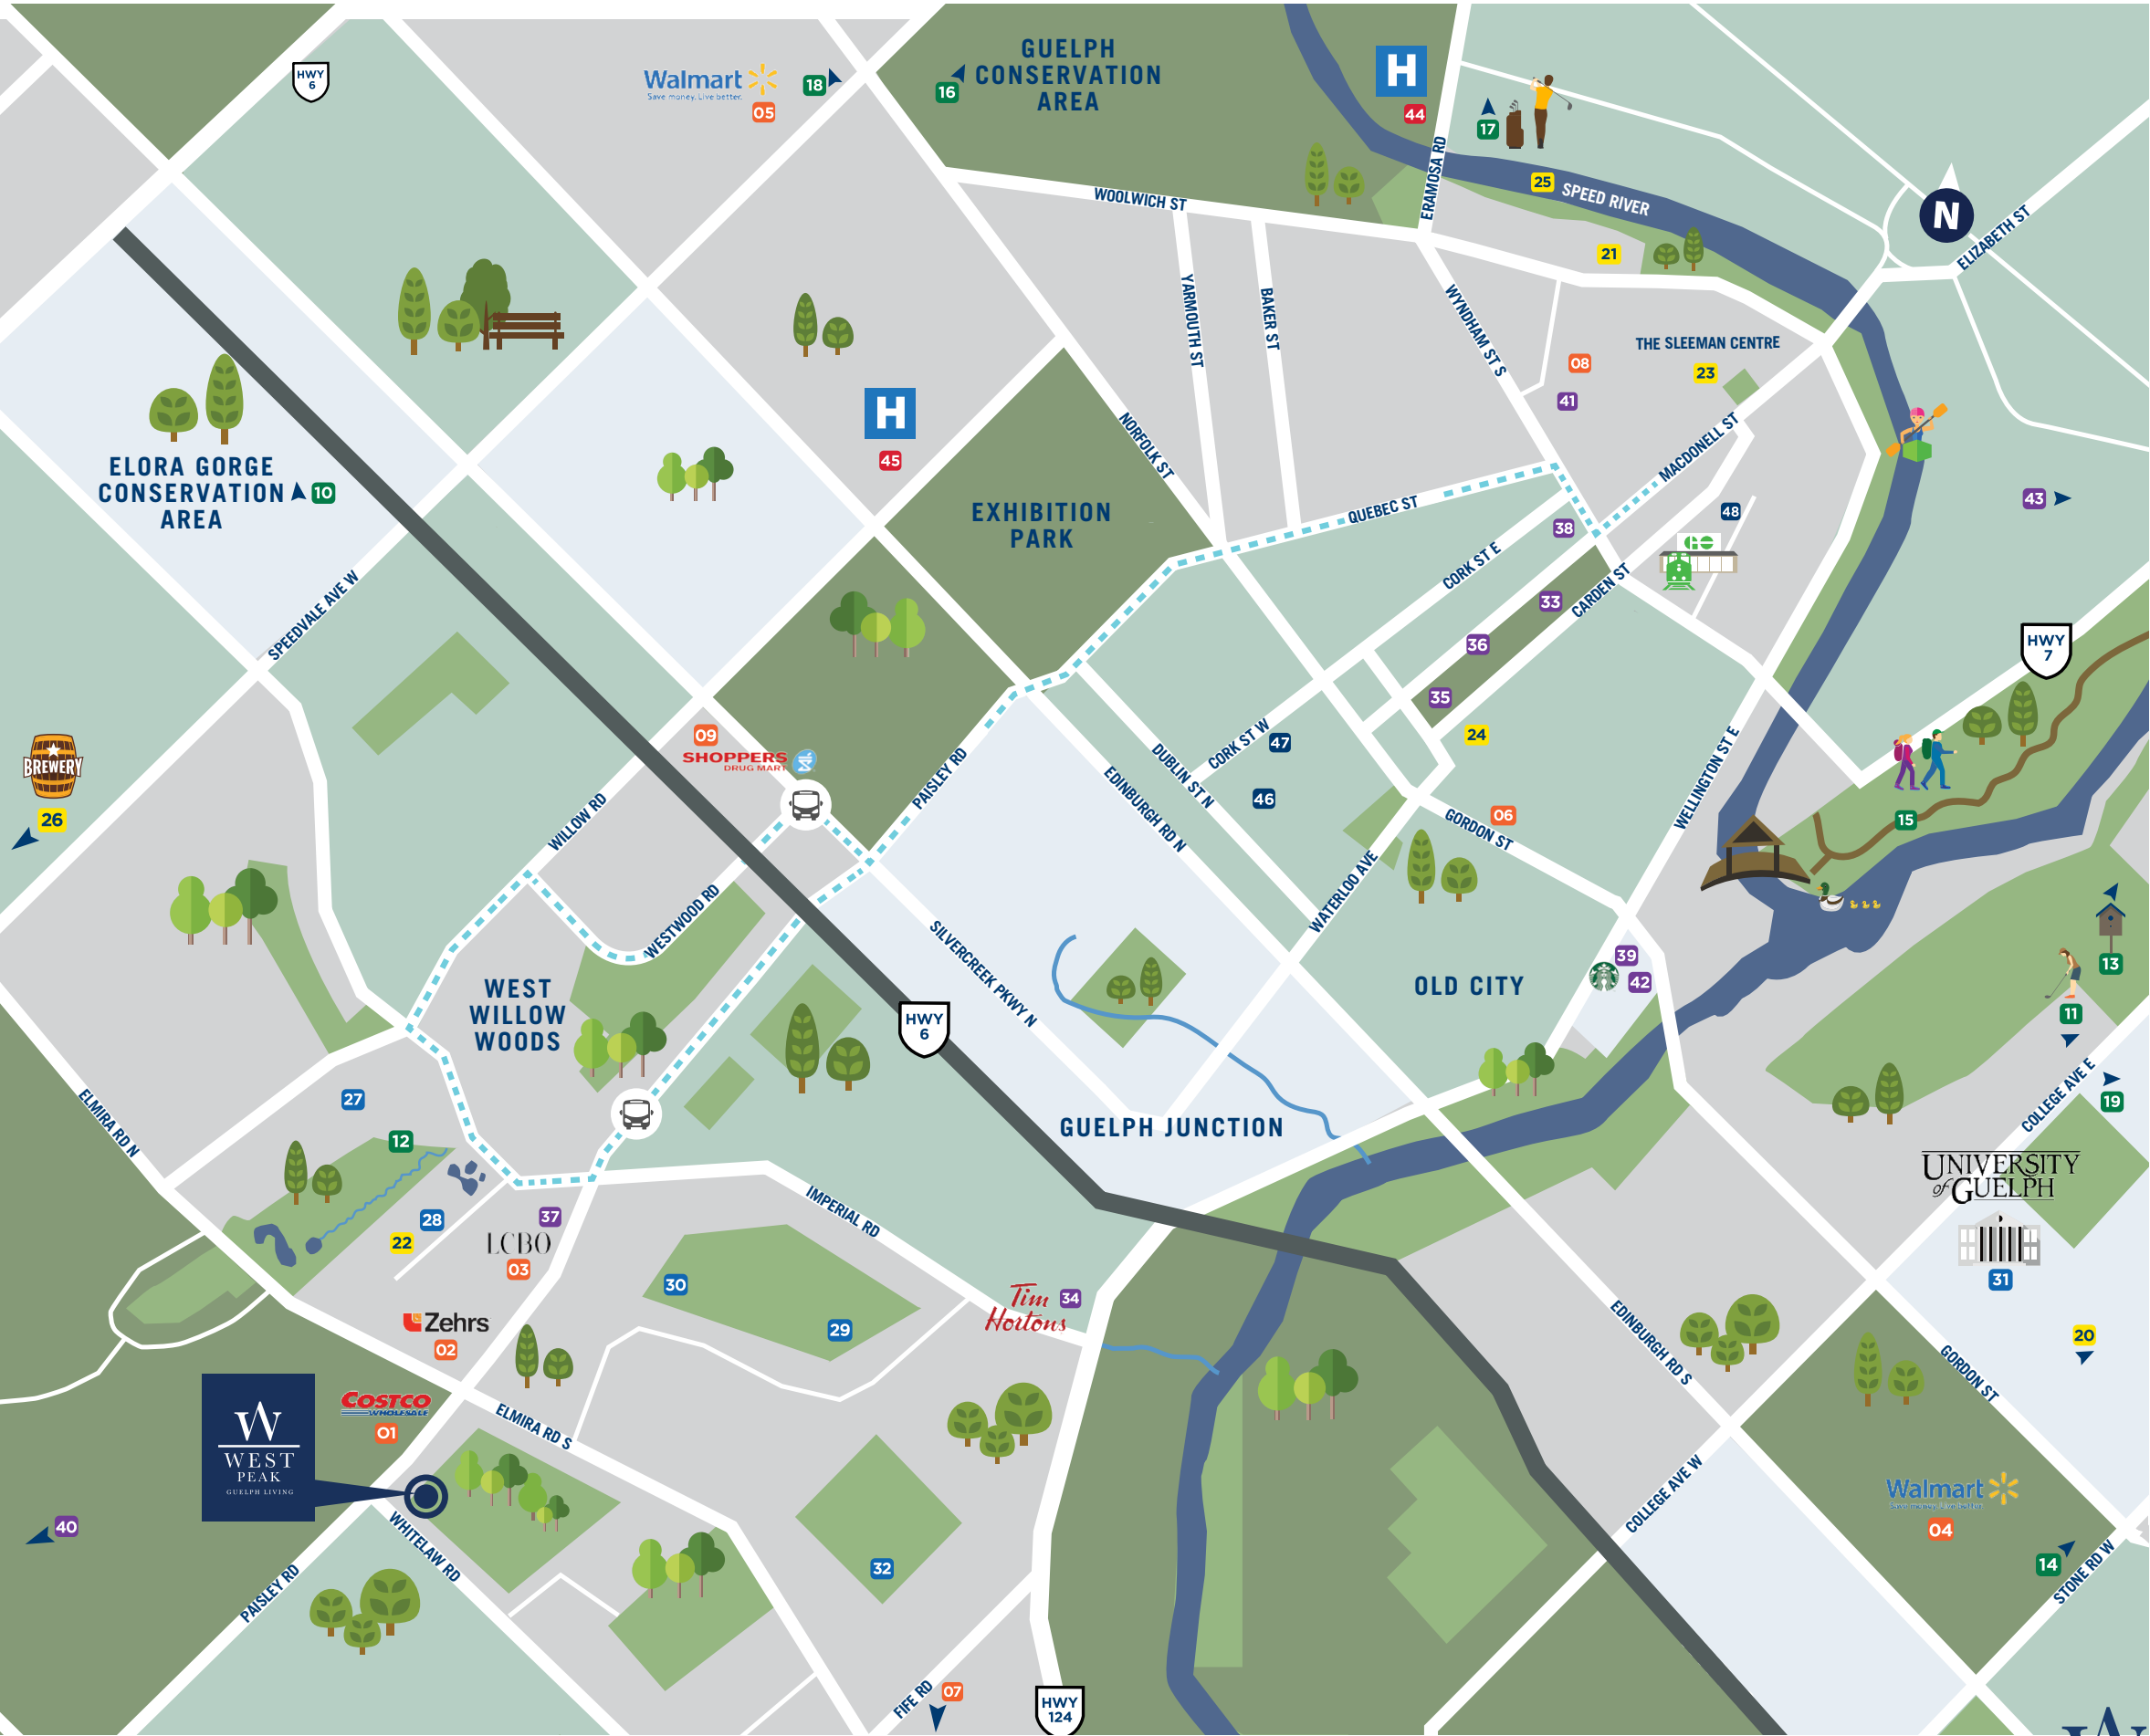 GUELPH
CONSERVATION
AREA
HWY
6
Walmart
Save money. Live better.
05
18
16
H
44
17
ERAMOSA RD
25
SPEED RIVER
WOOLWICH ST
N
ELIZABETH ST
21
YARMOUTH ST
BAKER ST
WYNDHAM ST S
THE SLEEMAN CENTRE
08
23
41
H
45
NORFOLK ST
MACDONELL ST
ELORA GORGE
CONSERVATION
AREA
10
EXHIBITION
PARK
QUEBEC ST
38
48
GO
43
CORK ST E
SPEEDVALE AVE W
33
CARDEN ST
36
HWY
7
35
24
09
SHOPPERS
DRUG MART
BREWERY
26
CORK ST W
47
WELLINGTON ST E
PAISLEY RD
DUBLIN ST N
46
EDINBURGH RD N
WILLOW RD
06
GORDON ST
15
WATERLOO AVE
WESTWOOD RD
SILVERCREEK PKWY N
39
42
13
OLD CITY
WEST
WILLOW
WOODS
HWY
6
11
27
COLLEGE AVE E
19
ELMIRA RD N
12
GUELPH JUNCTION
UNIVERSITY
of GUELPH
31
IMPERIAL RD
28
37
22
LCBO
03
30
29
Tim
Hortons
34
20
Zehrs
02
EDINBURGH RD S
GORDON ST
COSTCO
WHOLESALE
01
ELMIRA RD S
W
WEST
PEAK
GUELPH LIVING
COLLEGE AVE W
Walmart
04
40
WHITELAW RD
PAISLEY RD
32
14
STONE RD W
FIFE RD
07
HWY
124